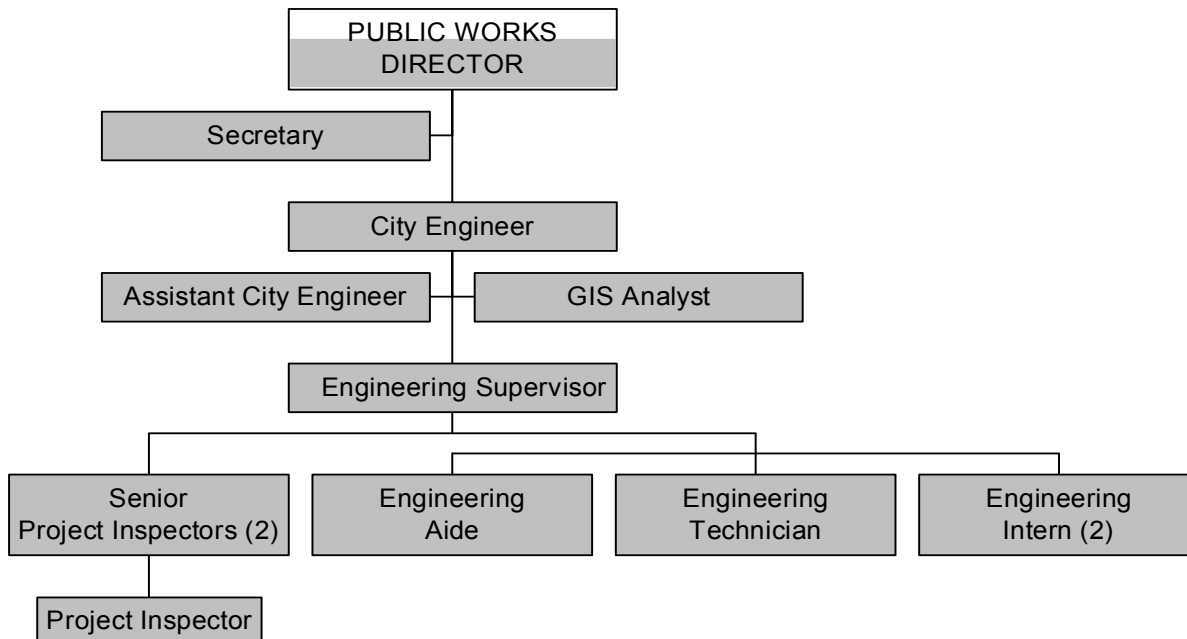 PUBLIC WORKS
DIRECTOR
Secretary
City Engineer
Assistant City Engineer
GIS Analyst
Engineering Supervisor
Senior
Project Inspectors (2)
Engineering
Aide
Engineering
Technician
Engineering
Intern (2)
Project Inspector